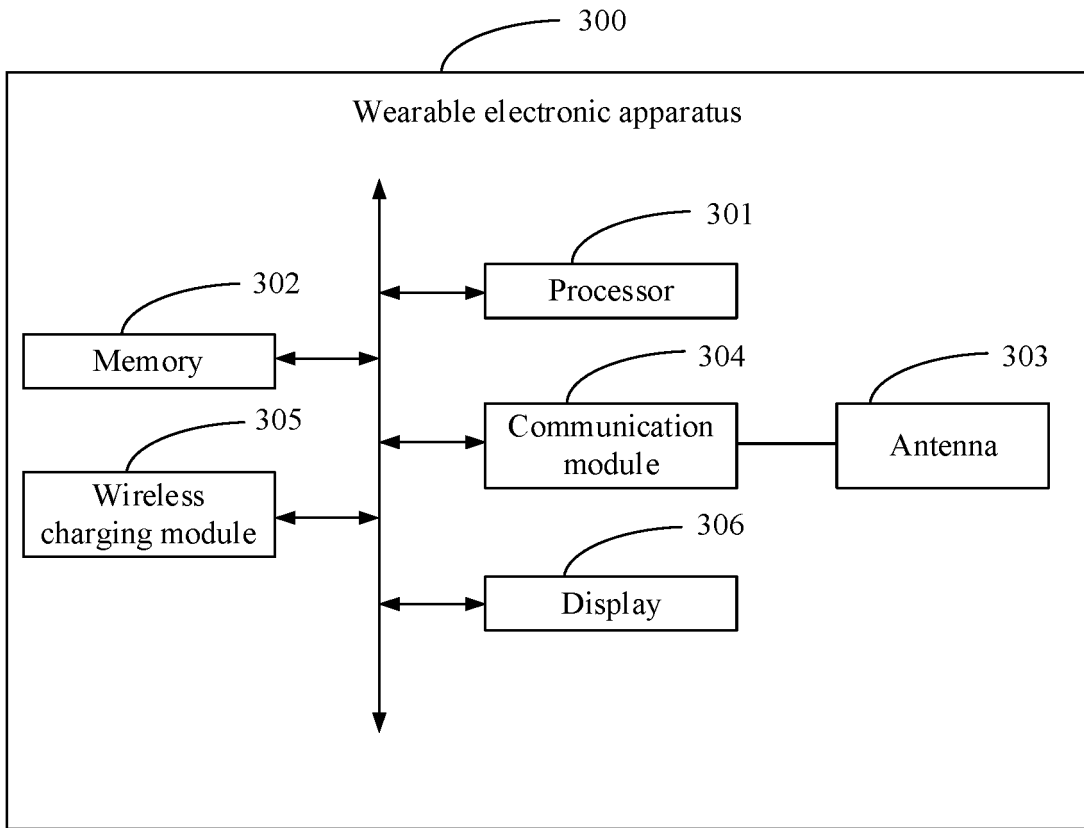 300
Wearable electronic apparatus
301
Processor
302
Memory
304
Communication
module
303
Antenna
305
Wireless
charging module
306
Display